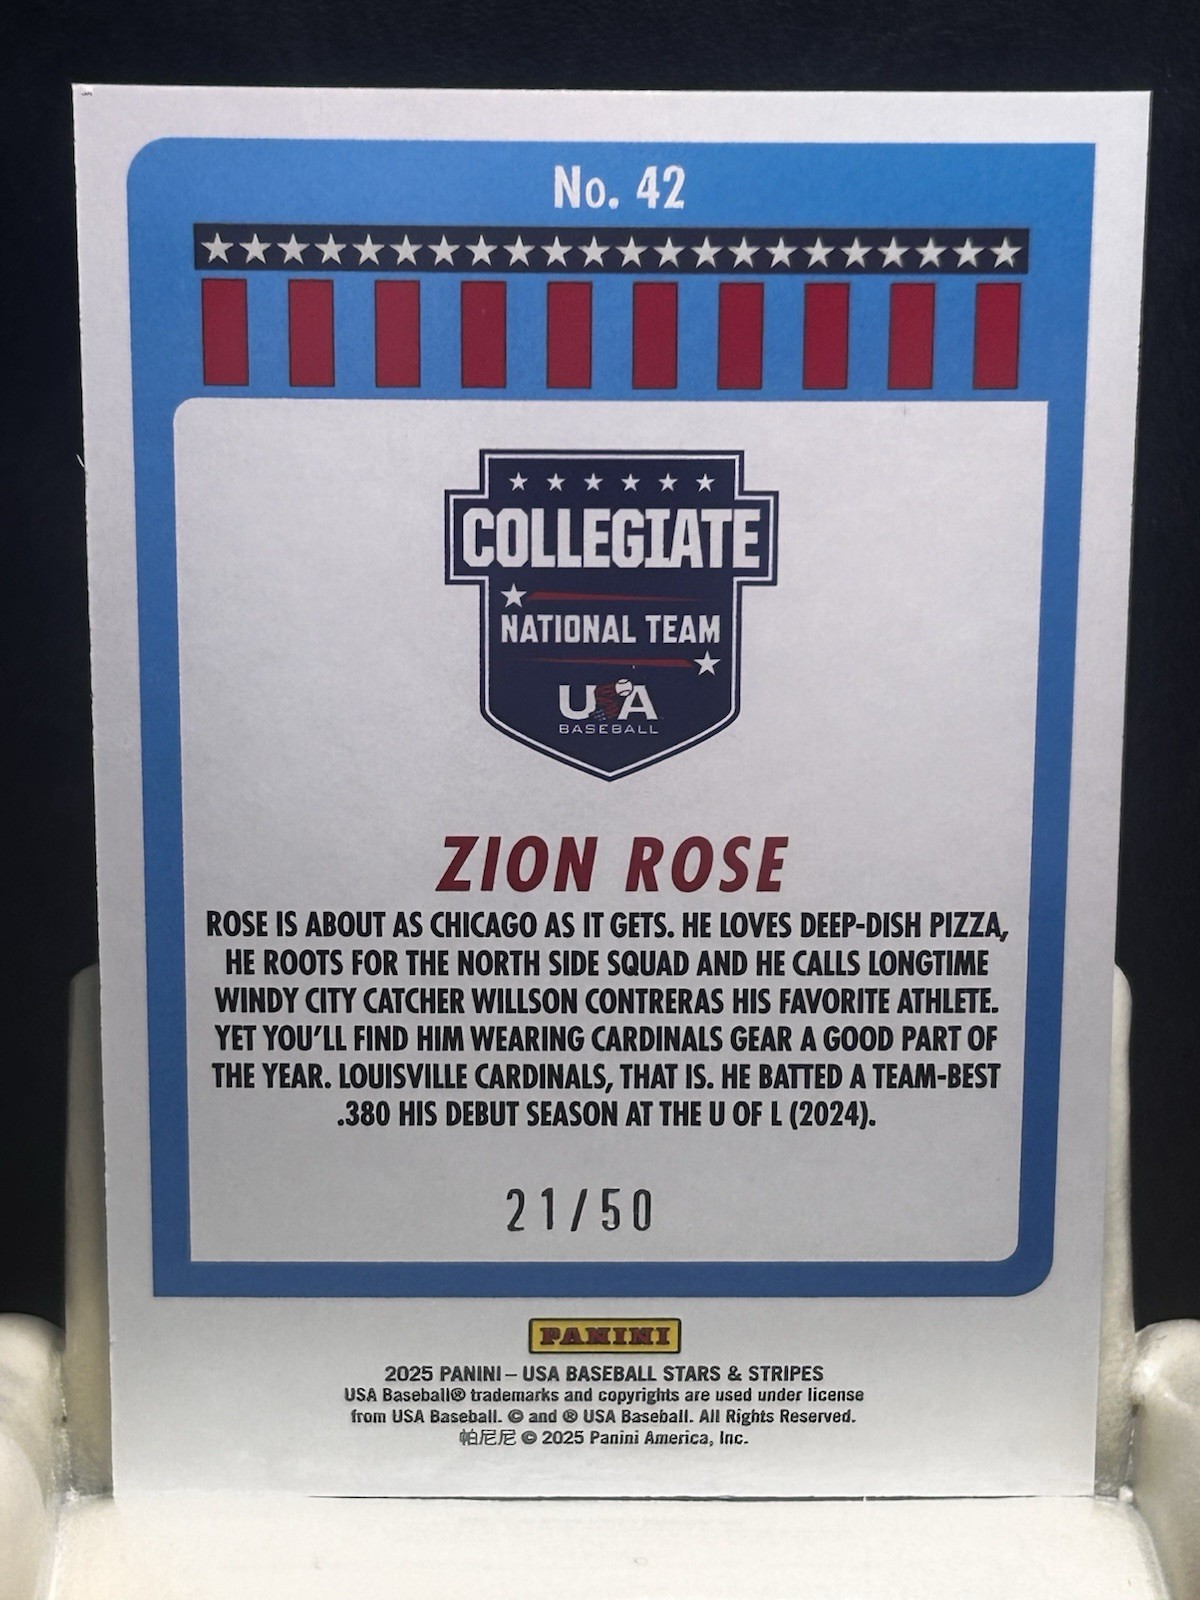 No. 42
COLLEGIATE
NATIONAL TEAM
USA
BASEBALL
ZION ROSE
ROSE IS ABOUT AS CHICAGO AS IT GETS. HE LOVES DEEP-DISH PIZZA,
HE ROOTS FOR THE NORTH SIDE SQUAD AND HE CALLS LONGTIME
WINDY CITY CATCHER WILLSON CONTRERAS HIS FAVORITE ATHLETE.
YET YOU'LL FIND HIM WEARING CARDINALS GEAR A GOOD PART OF
THE YEAR. LOUISVILLE CARDINALS, THAT IS. HE BATTED A TEAM-BEST
.380 HIS DEBUT SEASON AT THE U OF L (2024).
21/50
PANINI
2025 PANINI – USA BASEBALL STARS & STRIPES
USA Baseball® trademarks and copyrights are used under license
from USA Baseball. © and ® USA Baseball. All Rights Reserved.
帕尼尼 © 2025 Panini America, Inc.